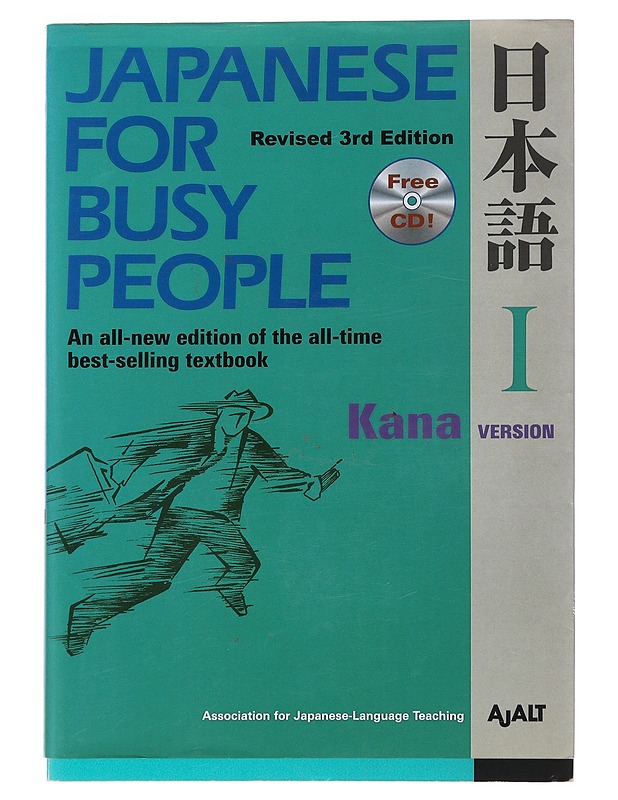 JAPANESE
FOR
BUSY
PEOPLE
Revised 3rd Edition
Free
CD!
An all-new edition of the all-time
best-selling textbook
日本語
I
Kana VERSION
Association for Japanese-Language Teaching
AJALT